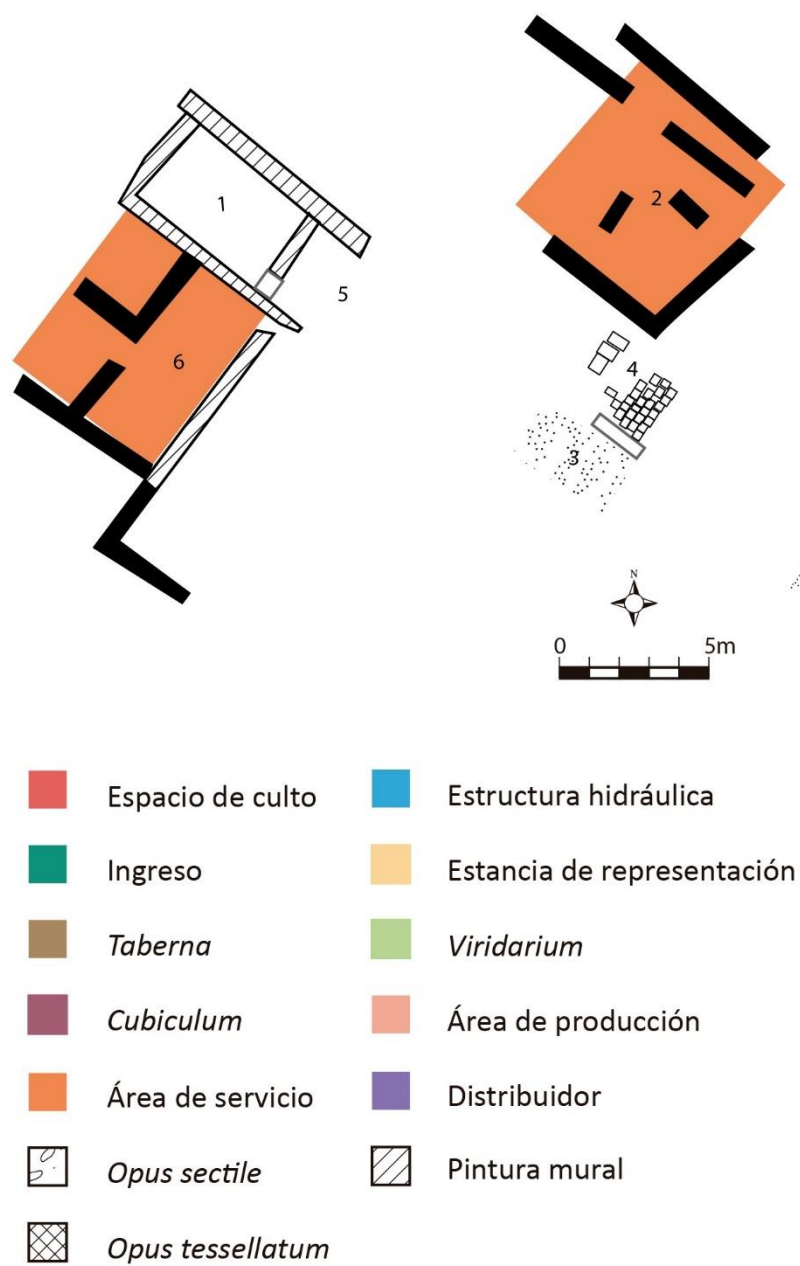 1
2
5
6
4
3
N
0 5m
Espacio de culto
Estructura hidráulica
Ingreso
Estancia de representación
Taberna
Viridarium
Cubiculum
Área de producción
Área de servicio
Distribuidor
Opus sectile
Pintura mural
Opus tessellatum